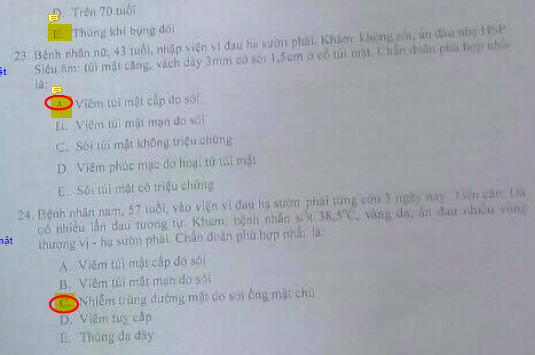 D. Trên 70 tuổi
E. Thủng khi bụng đói
23. Bệnh nhân nữ, 43 tuổi, nhập viện vì đau hạ sườn phải. Khám: không sốt, ấn đau nhẹ HSP
Siêu âm: túi mật căng, vách dày 3mm có sỏi 1,5cm ở cổ túi mật. Chẩn đoán phù hợp nhất
là:
A. Viêm túi mật cấp do sỏi
B. Viêm túi mật mạn do sỏi
C. Sỏi túi mật không triệu chứng
D. Viêm phúc mạc do hoại tử túi mật
E. Sỏi túi mật có triệu chứng
24. Bệnh nhân nam, 57 tuổi, vào viện vì đau hạ sườn phải từng cơn 3 ngày nay. Tiền căn: Đã
có nhiều lần đau tương tự. Khám: bệnh nhân sốt 38,5°C, vàng da, ấn đau nhiều vùng
thượng vị - hạ sườn phải. Chẩn đoán phù hợp nhất là:
A. Viêm túi mật cấp do sỏi
B. Viêm túi mật mạn do sỏi
C. Nhiễm trùng đường mật do sỏi ống mật chủ
D. Viêm tụy cấp
E. Thủng dạ dày